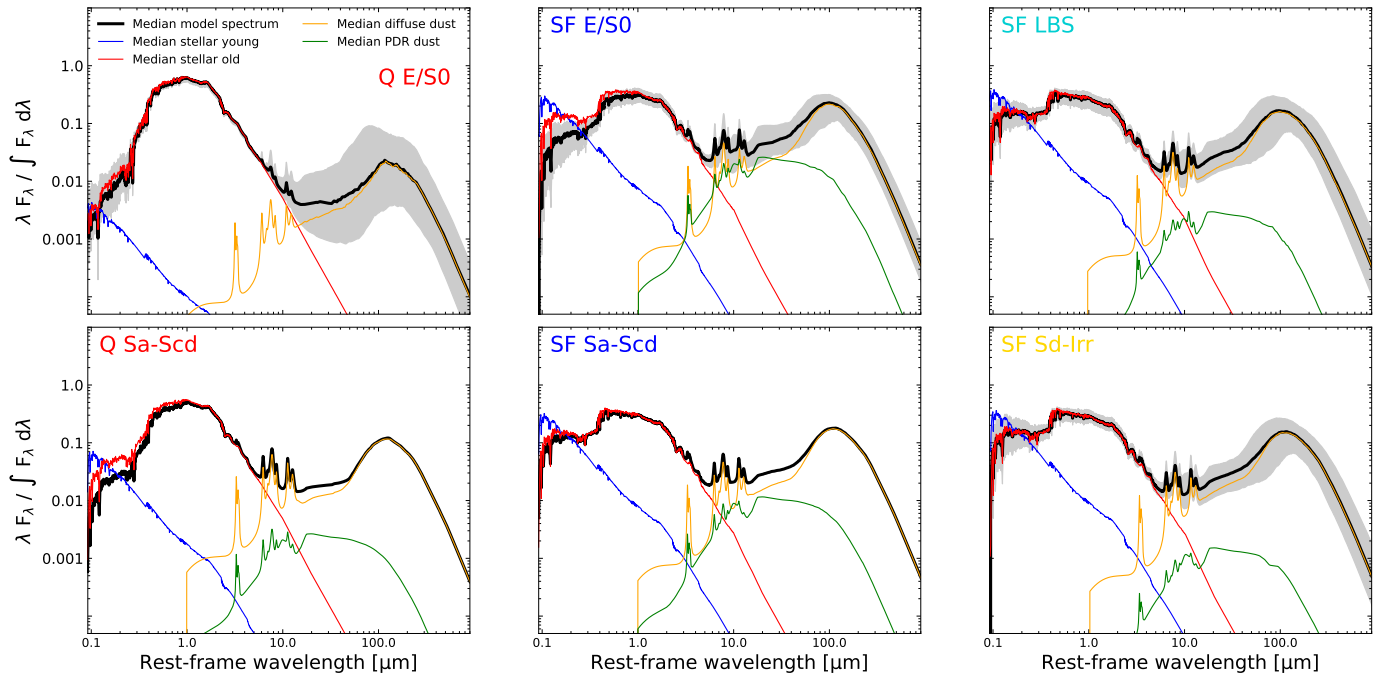 Median model spectrum
Median stellar young
Median stellar old
Median diffuse dust
Median PDR dust
Q E/S0
SF E/S0
SF LBS
λ F_λ / ∫ F_λ dλ
1.0
0.1
0.01
0.001
Q Sa-Scd
SF Sa-Scd
SF Sd-Irr
λ F_λ / ∫ F_λ dλ
1.0
0.1
0.01
0.001
0.1 1.0 10.0 100.0
0.1 1.0 10.0 100.0
0.1 1.0 10.0 100.0
Rest-frame wavelength [μm]
Rest-frame wavelength [μm]
Rest-frame wavelength [μm]